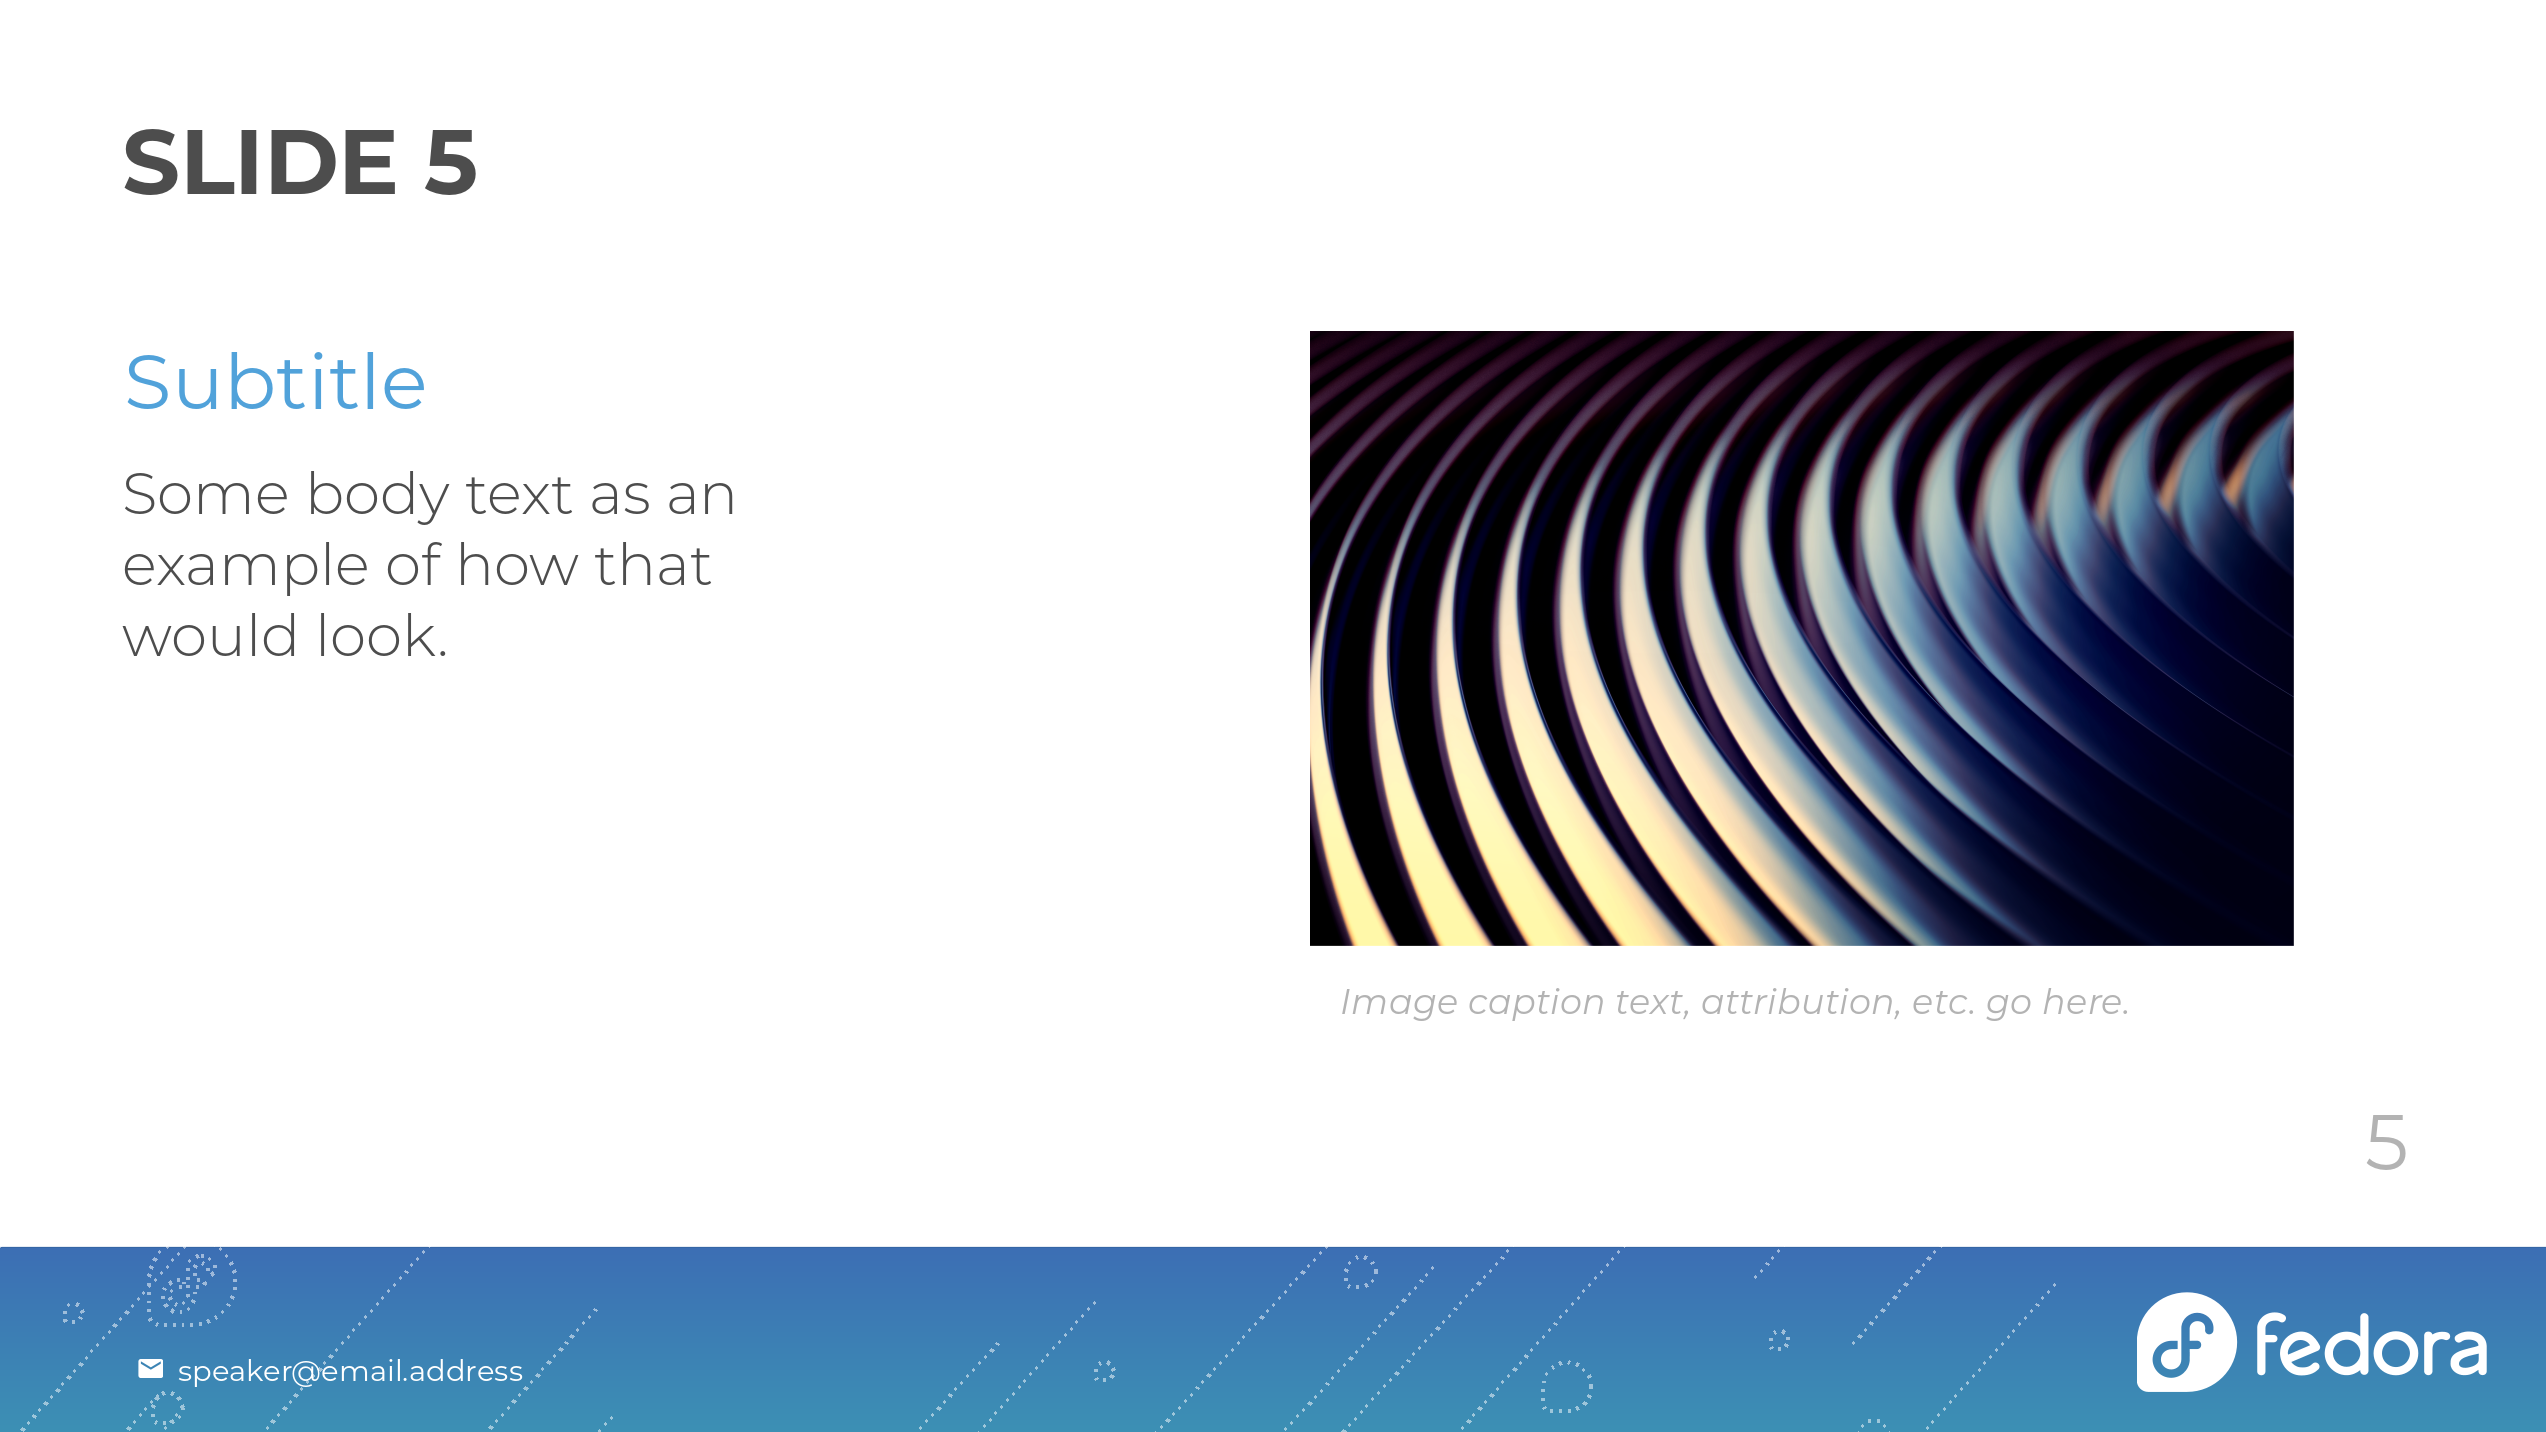 SLIDE 5
Subtitle
Some body text as an
example of how that
would look.
Image caption text, attribution, etc. go here.
5
speaker@email.address
fedora